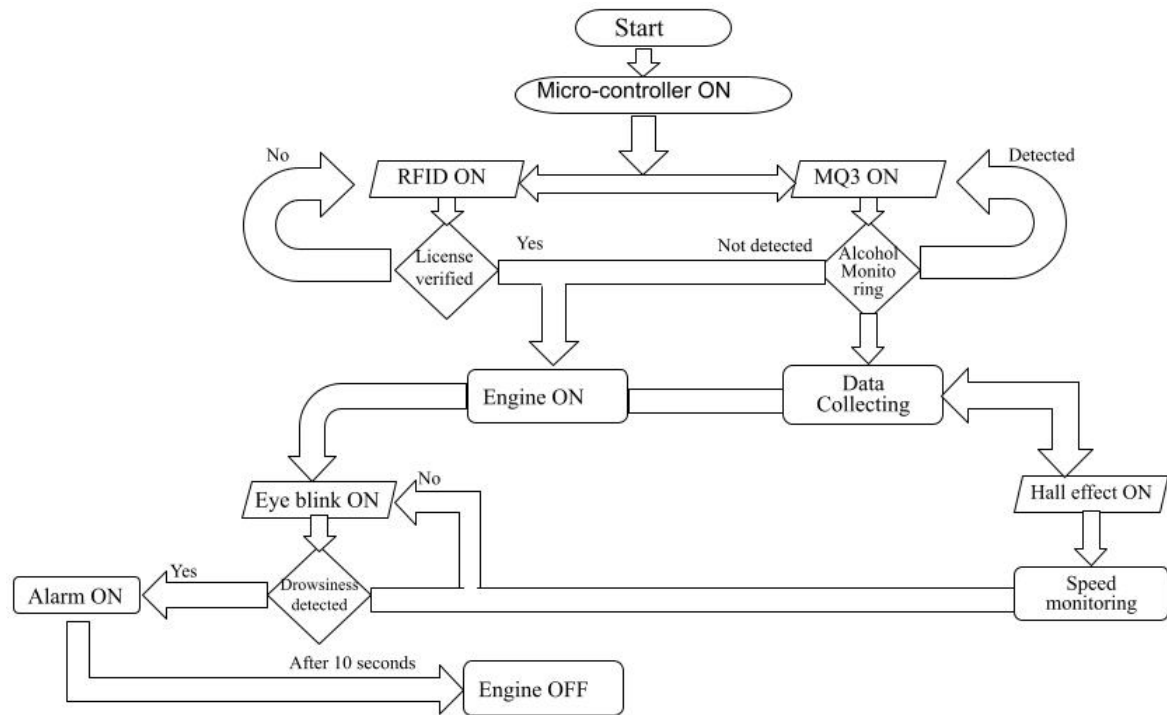 Start
Micro-controller ON
No
RFID ON
MQ3 ON
Detected
License
verified
Yes
Not detected
Alcohol
Monito
ring
Engine ON
Data
Collecting
Eye blink ON
No
Hall effect ON
Alarm ON
Yes
Drowsiness
detected
Speed
monitoring
After 10 seconds
Engine OFF